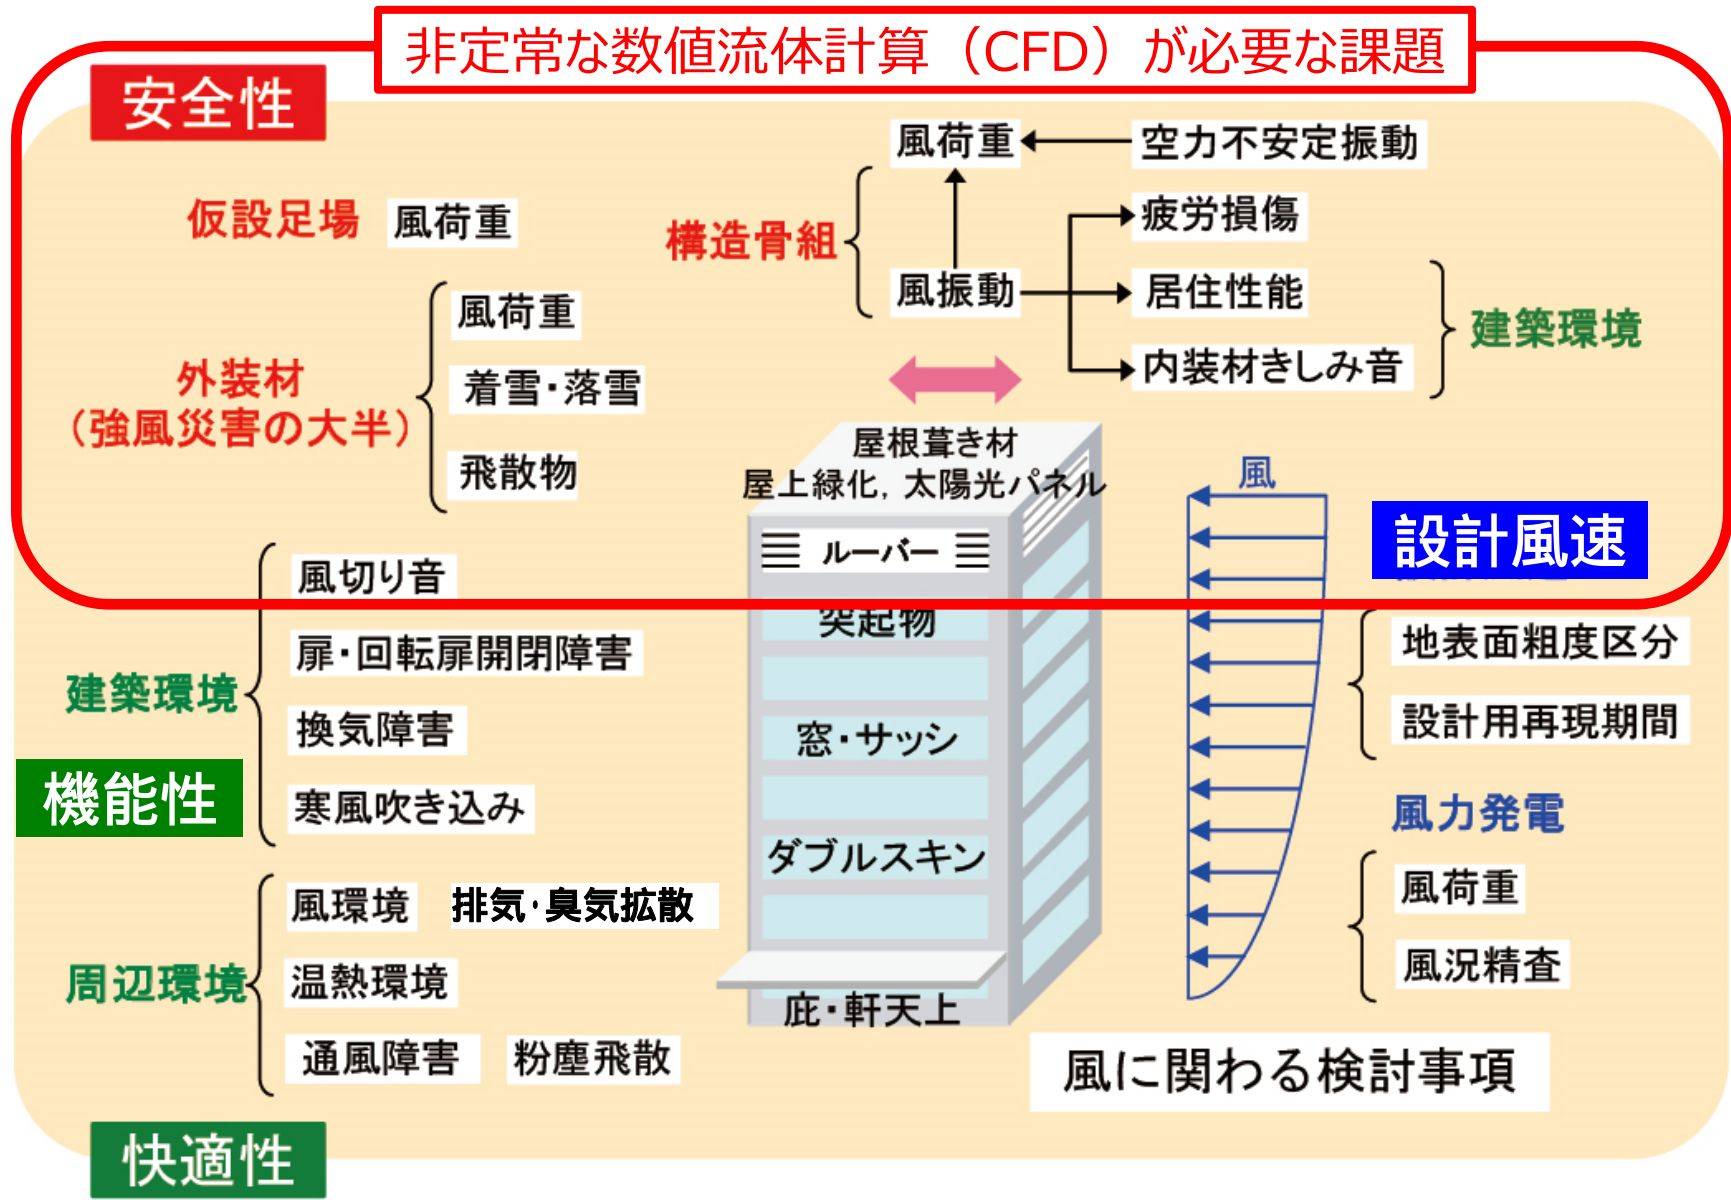 非定常な数値流体計算（CFD）が必要な課題
安全性
仮設足場
風荷重
外装材
（強風災害の大半）
風荷重
着雪・落雪
飛散物
構造骨組
風荷重
空力不安定振動
疲労損傷
風振動
居住性能
内装材きしみ音
建築環境
屋根葺き材
屋上緑化，太陽光パネル
ルーバー
突起物
窓・サッシ
ダブルスキン
庇・軒天上
風
設計風速
地表面粗度区分
設計用再現期間
風力発電
風荷重
風況精査
建築環境
風切り音
扉・回転扉開閉障害
換気障害
寒風吹き込み
機能性
周辺環境
風環境
排気・臭気拡散
温熱環境
通風障害
粉塵飛散
風に関わる検討事項
快適性